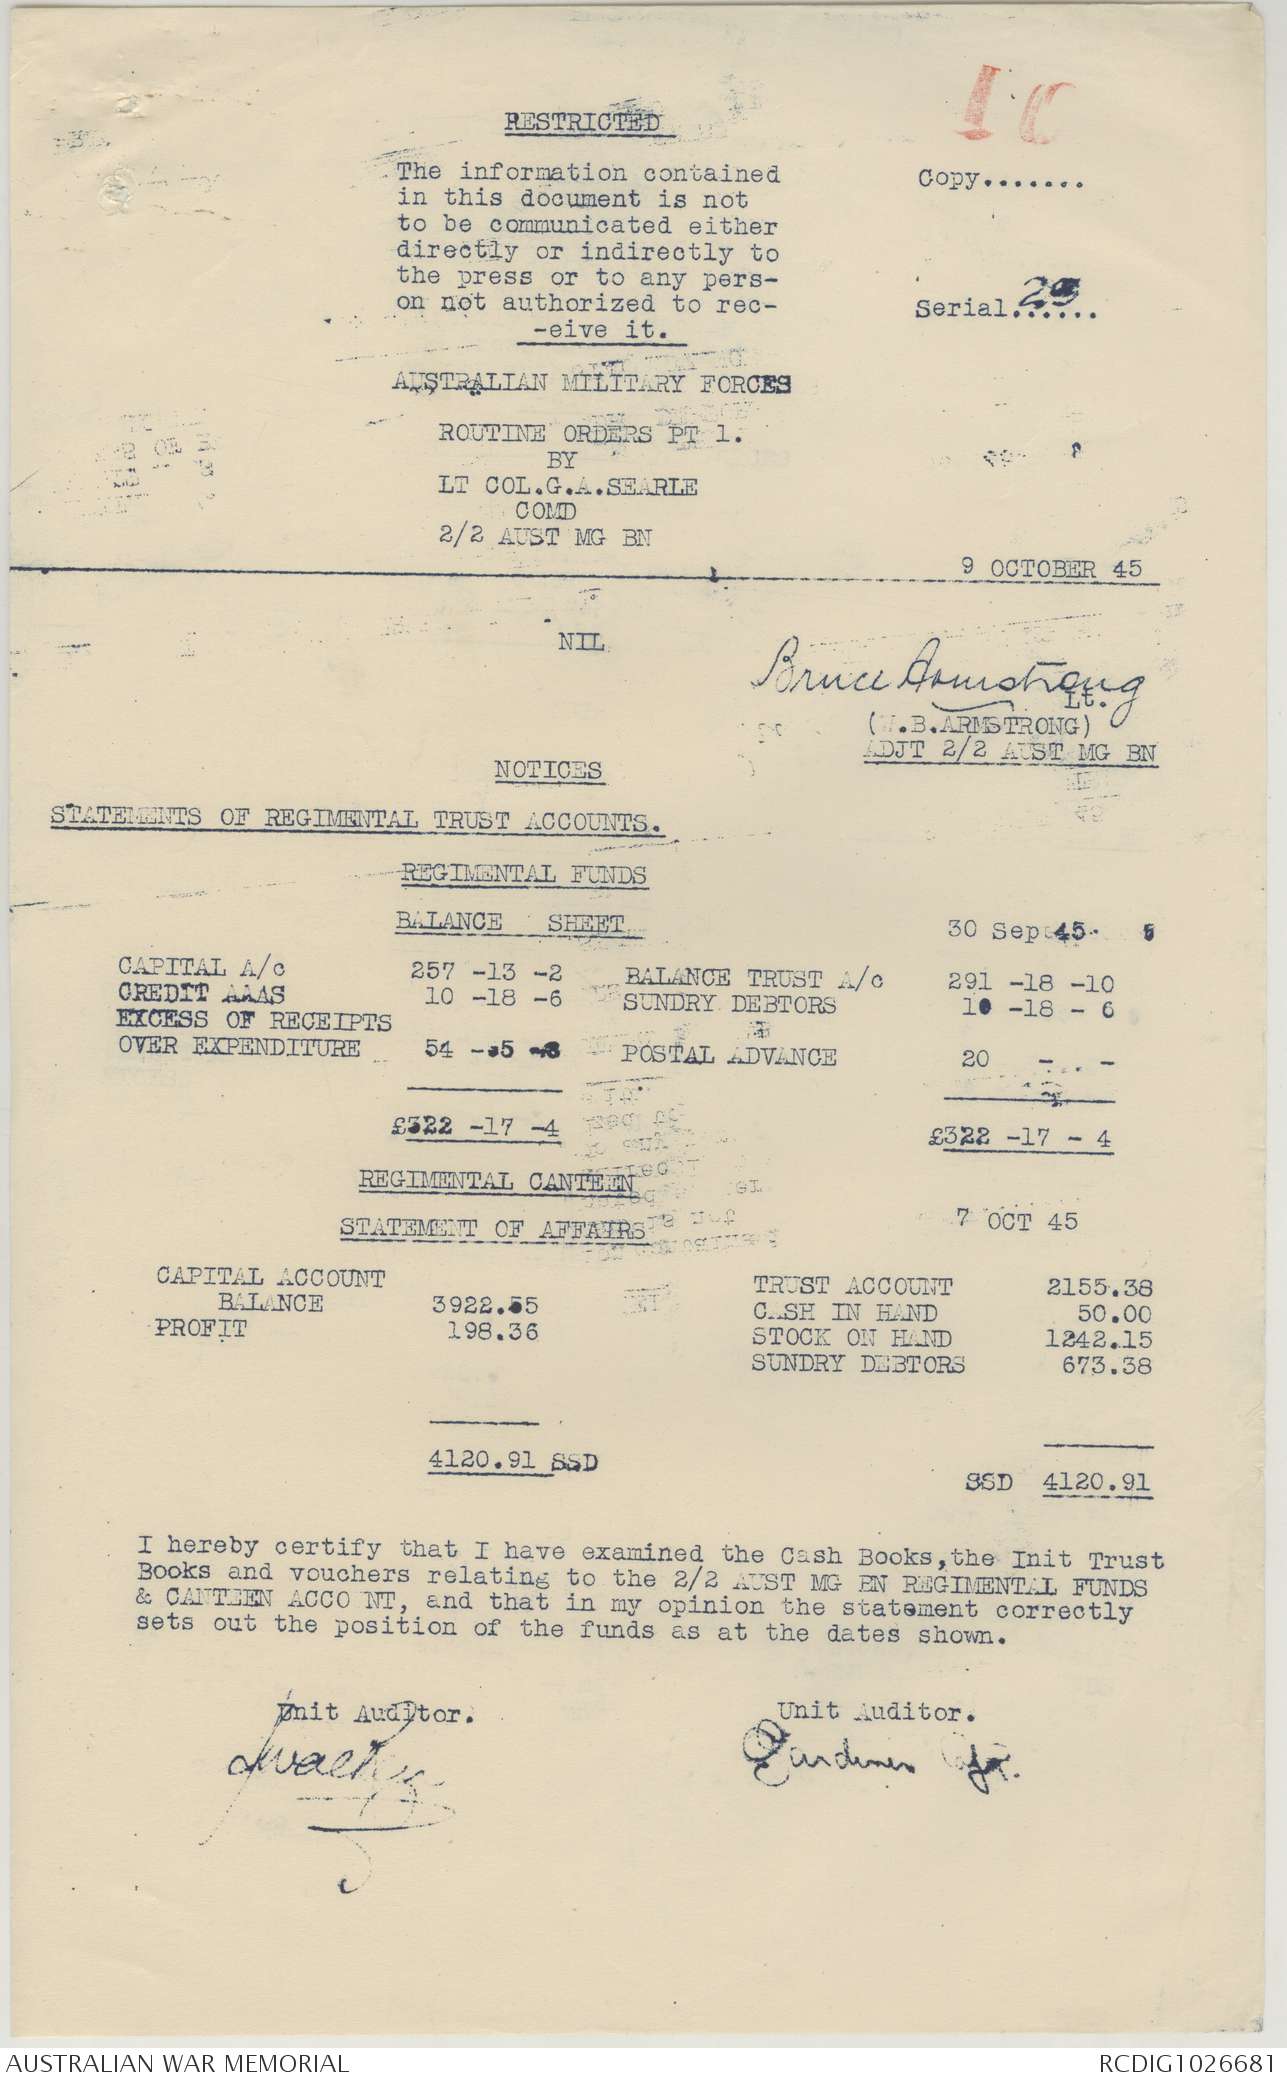 10
RESTRICTED
The information contained
in this document is not
to be communicated either
directly or indirectly to
the press or to any pers-
on not authorized to rec-
-eive it.
Copy.......
Serial......
29
AUSTRALIAN MILITARY FORCES
ROUTINE ORDERS PT 1.
BY
LT COL.G.A.SEARLE
COMD
2/2 AUST MG BN
9 OCTOBER 45
NIL
Bruce Armstrong
Lt.
(W.B.ARMSTRONG)
ADJT 2/2 AUST MG BN
NOTICES
STATEMENTS OF REGIMENTAL TRUST ACCOUNTS.
REGIMENTAL FUNDS
BALANCE SHEET 30 Sept 45
CAPITAL A/c 257 -13 -2 BALANCE TRUST A/c 291 -18 -10
CREDIT AAAS 10 -18 -6 SUNDRY DEBTORS 10 -18 - 6
EXCESS OF RECEIPTS
OVER EXPENDITURE 54 - 5 -8 POSTAL ADVANCE 20 - -
£322 -17 -4 £322 -17 - 4
REGIMENTAL CANTEEN
STATEMENT OF AFFAIRS 7 OCT 45
CAPITAL ACCOUNT TRUST ACCOUNT 2155.38
BALANCE 3922.55 CASH IN HAND 50.00
PROFIT 198.36 STOCK ON HAND 1242.15
SUNDRY DEBTORS 673.38
4120.91 SSD
SSD 4120.91
I hereby certify that I have examined the Cash Books, the Init Trust
Books and vouchers relating to the 2/2 AUST MG BN REGIMENTAL FUNDS
& CANTEEN ACCO NT, and that in my opinion the statement correctly
sets out the position of the funds as at the dates shown.
Unit Auditor. Unit Auditor.
AUSTRALIAN WAR MEMORIAL RCDIG1026681